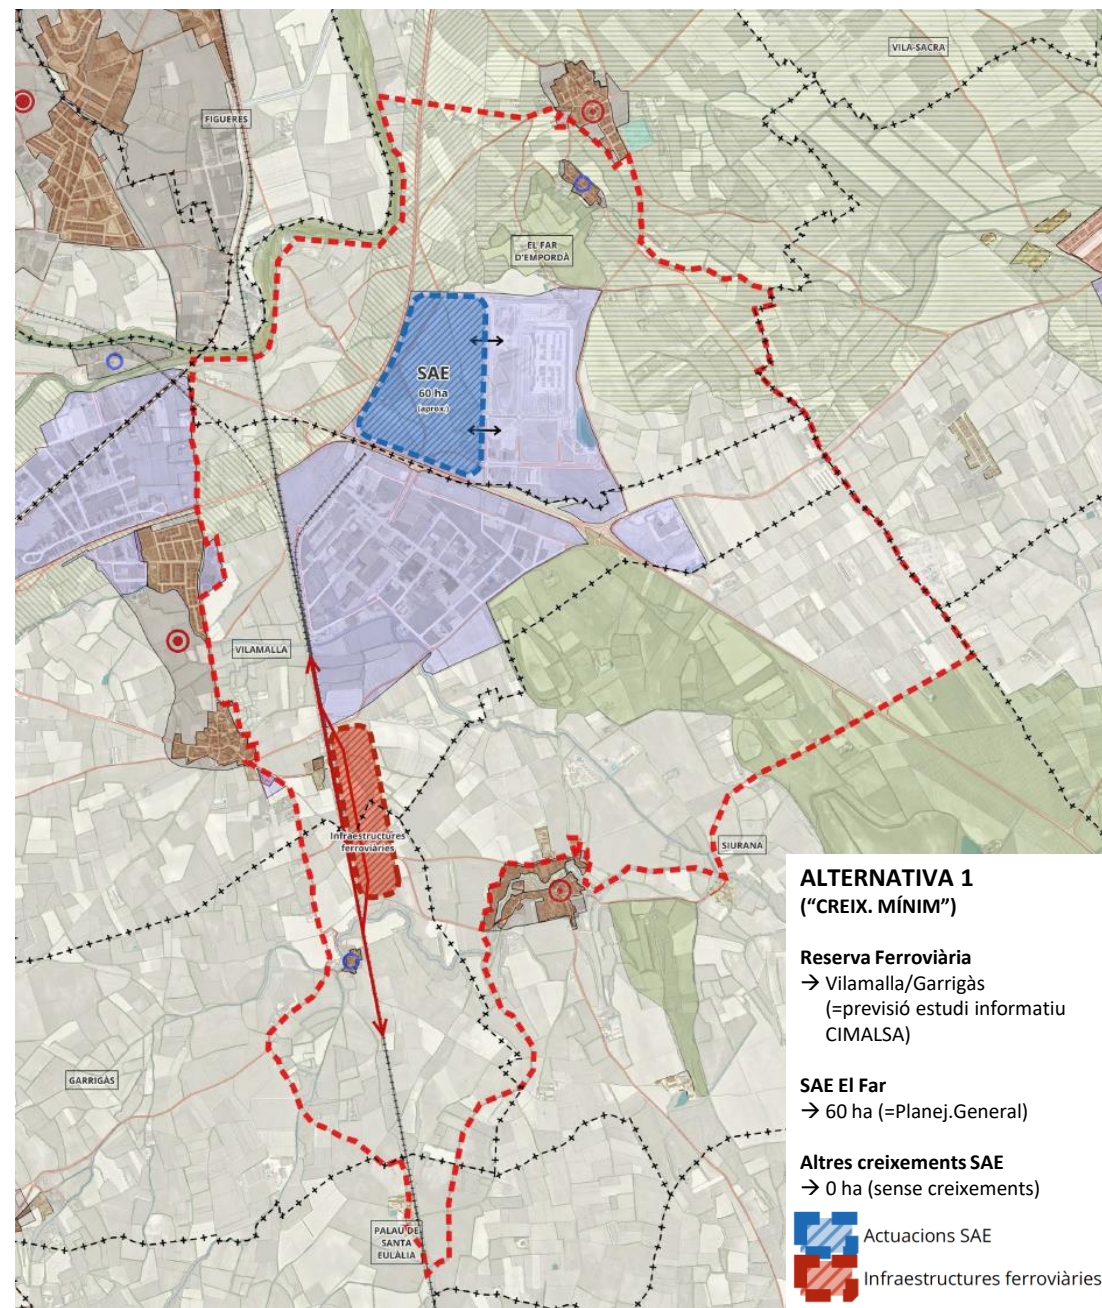 VILA-SACRA
FIGUERES
EL FAR
D'EMPORDÀ
SAE
60 ha
(aprox.)
VILAMALLA
Infraestructures
ferroviàries
SIURANA
GARRIGÀS
PALAU DE
SANTA
EULÀLIA
ALTERNATIVA 1
(“CREIX. MÍNIM”)
Reserva Ferroviària
→ Vilamalla/Garrigàs
(=previsió estudi informatiu
CIMALSA)
SAE El Far
→ 60 ha (=Planej.General)
Altres creixements SAE
→ 0 ha (sense creixements)
Actuacions SAE
Infraestructures ferroviàries